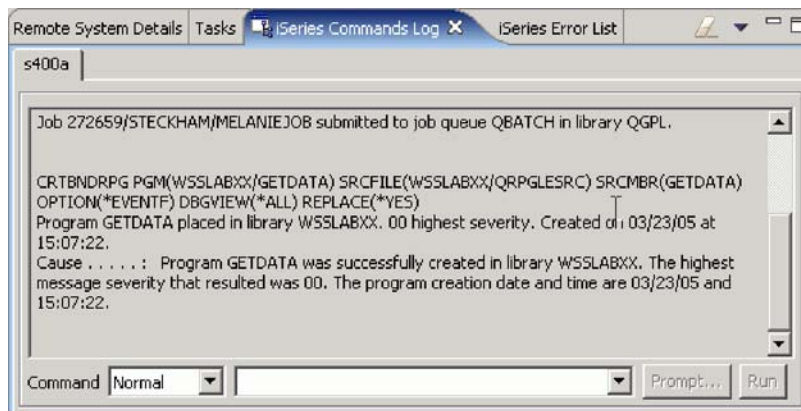 Remote System Details Tasks iSeries Commands Log iSeries Error List
s400a
Job 272659/STECKHAM/MELANIEJOB submitted to job queue QBATCH in library QGPL.
CRTBNDRPG PGM(WSSLABXX/GETDATA) SRCFILE(WSSLABXX/QRPGLESRC) SRCMBR(GETDATA)
OPTION(*EVENTF) DBGVIEW(*ALL) REPLACE(*YES)
Program GETDATA placed in library WSSLABXX. 00 highest severity. Created on 03/23/05 at
15:07:22.
Cause . . . . . : Program GETDATA was successfully created in library WSSLABXX. The highest
message severity that resulted was 00. The program creation date and time are 03/23/05 and
15:07:22.
Command Normal Prompt... Run